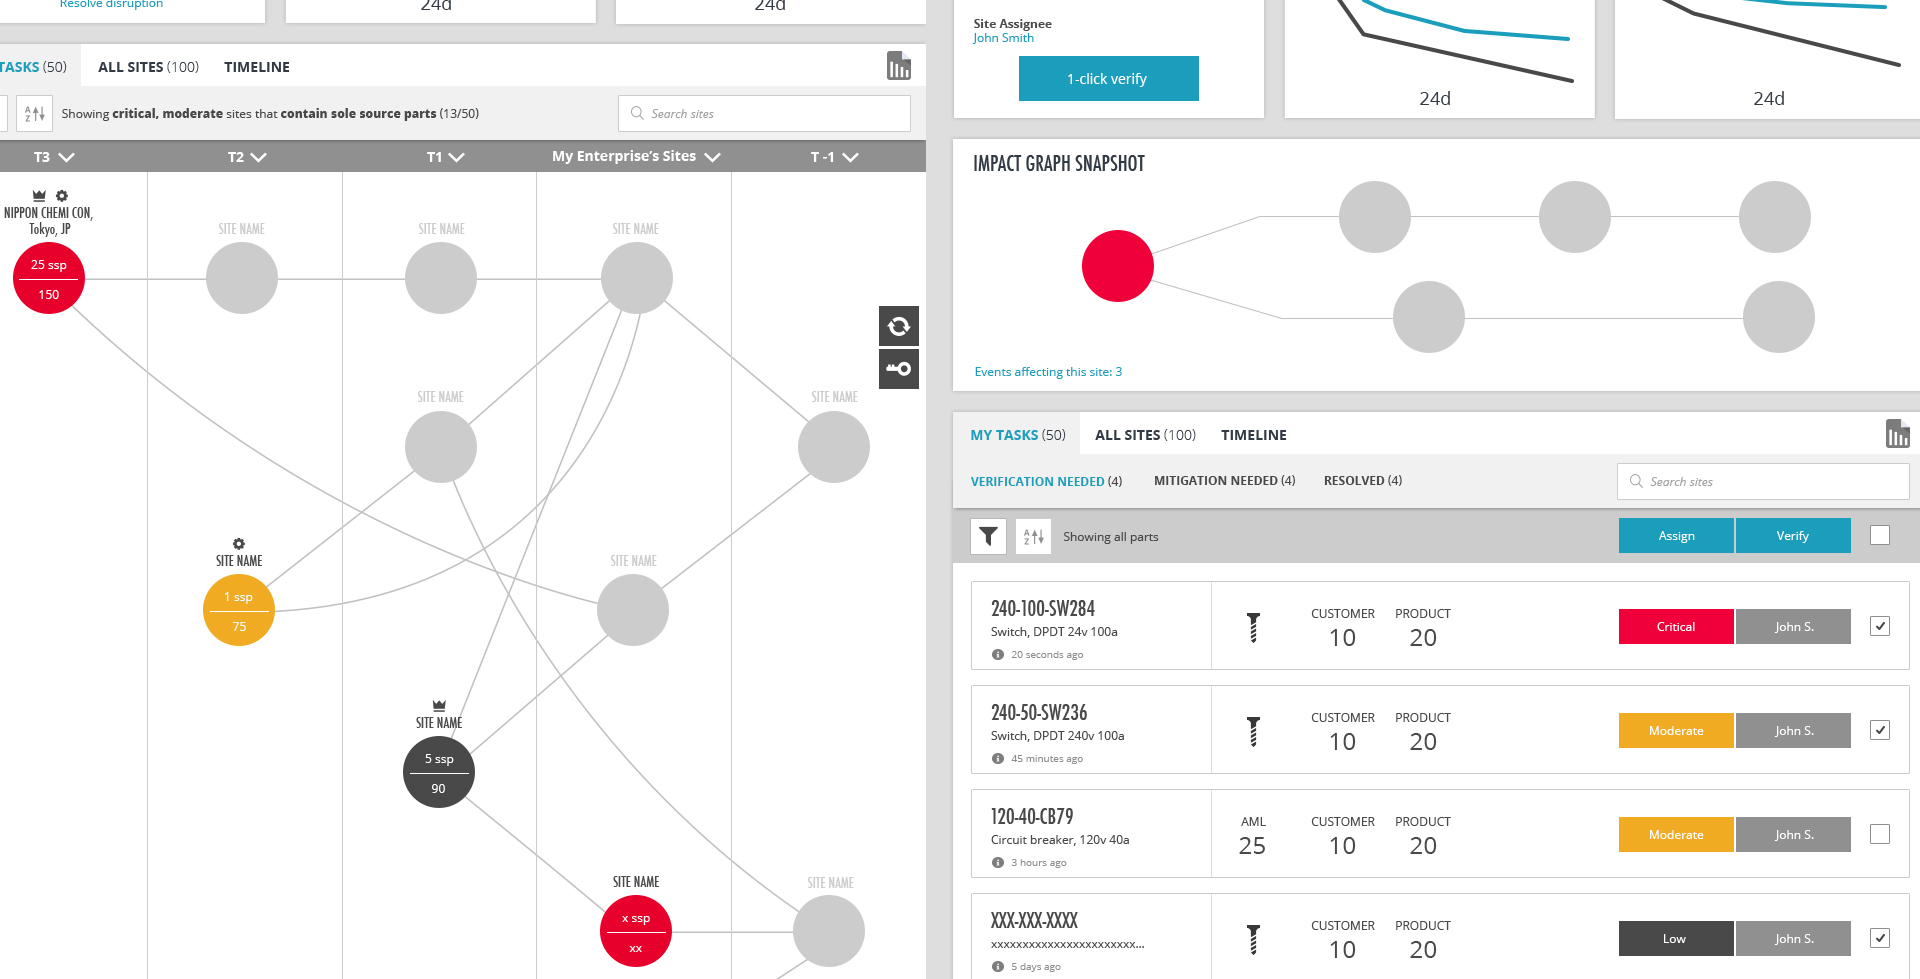 Resolve disruption
24d
24d
TASKS (50)
ALL SITES (100)
TIMELINE
A
Z
Showing critical, moderate sites that contain sole source parts (13/50)
Search sites
T3
T2
T1
My Enterprise's Sites
T -1
NIPPON CHEMI CON,
Tokyo, JP
25 ssp
150
SITE NAME
SITE NAME
SITE NAME
SITE NAME
SITE NAME
SITE NAME
1 ssp
75
SITE NAME
SITE NAME
5 ssp
90
SITE NAME
x ssp
xx
SITE NAME
Site Assignee
John Smith
1-click verify
24d
24d
IMPACT GRAPH SNAPSHOT
Events affecting this site: 3
MY TASKS (50)
ALL SITES (100)
TIMELINE
VERIFICATION NEEDED (4)
MITIGATION NEEDED (4)
RESOLVED (4)
Search sites
A
Z
Showing all parts
Assign
Verify
240-100-SW284
Switch, DPDT 24v 100a
20 seconds ago
CUSTOMER
10
PRODUCT
20
Critical
John S.
240-50-SW236
Switch, DPDT 240v 100a
45 minutes ago
CUSTOMER
10
PRODUCT
20
Moderate
John S.
120-40-CB79
Circuit breaker, 120v 40a
3 hours ago
AML
25
CUSTOMER
10
PRODUCT
20
Moderate
John S.
XXX-XXX-XXXX
xxxxxxxxxxxxxxxxxxxxxxx...
5 days ago
CUSTOMER
10
PRODUCT
20
Low
John S.